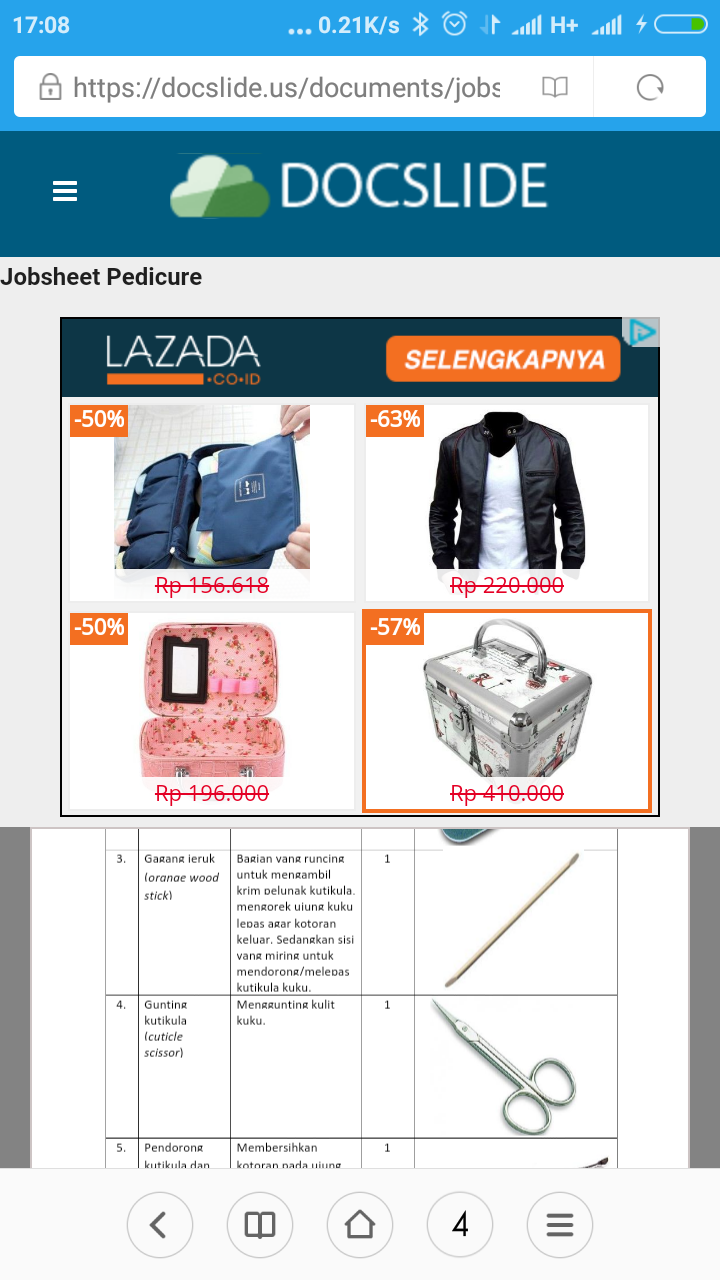 17:08
... 0.21K/s H+
https://docslide.us/documents/jobs
DOCSLIDE
Jobsheet Pedicure
LAZADA
.CO.ID
SELENGKAPNYA
-50%
-63%
Rp 156.618
Rp 220.000
-50%
-57%
Rp 196.000
Rp 410.000
3. Gagang jeruk Bagian yang runcing 1
(orange wood untuk mengambil
stick) krim pelunak kutikula.
mengorek ujung kuku
lepas agar kotoran
keluar. Sedangkan sisi
yang miring untuk
mendorong/melepas
kutikula kuku.
4. Gunting Menggunting kulit 1
kutikula kuku.
(cuticle
scissor)
5. Pendorong Membersihkan 1
kutikula dan kotoran pada ujung
4